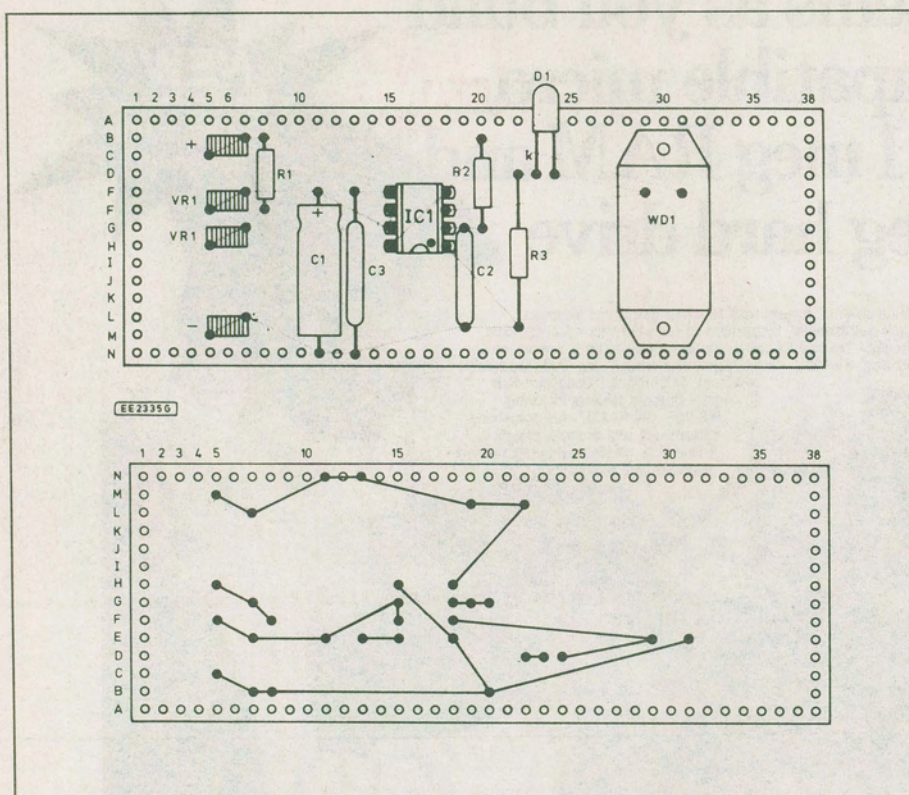 D1
1 2 3 4 5 6 10 15 20 25 30 35 38
A
B +
C k
D R1 R2
F VR1 IC1 WD1
F +
G VR1
H R3
I C1 C3 C2
J
K
L −
M
N
EE2335G
1 2 3 4 5 10 15 20 25 30 35 38
N
M
L
K
J
I
H
G
F
E
D
C
B
A